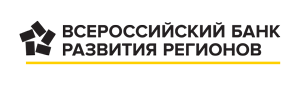 ВСЕРОССИЙСКИЙ БАНК
РАЗВИТИЯ РЕГИОНОВ